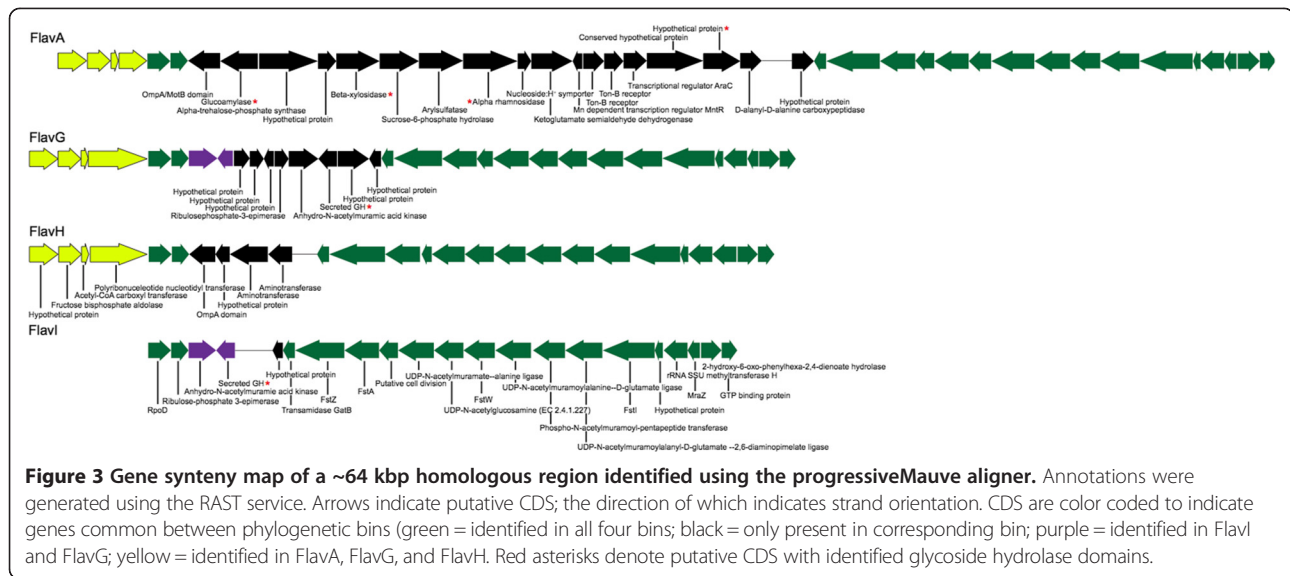 FlavA
Hypothetical protein *
Conserved hypothetical protein
OmpA/MotB domain
Glucoamylase *
Alpha-trehalose-phosphate synthase
Hypothetical protein
Beta-xylosidase *
Sucrose-6-phosphate hydrolase
Arylsulfatase
* Alpha rhamnosidase
Nucleoside:H+ symporter
Ketoglutamate semialdehyde dehydrogenase
Mn dependent transcription regulator MntR
Ton-B receptor
Ton-B receptor
Transcriptional regulator AraC
D-alanyl-D-alanine carboxypeptidase
Hypothetical protein
FlavG
Hypothetical protein
Hypothetical protein
Hypothetical protein
Ribulosephosphate-3-epimerase
Anhydro-N-acetylmuramic acid kinase
Secreted GH *
Hypothetical protein
Hypothetical protein
FlavH
Hypothetical protein
Fructose bisphosphate aldolase
Acetyl-CoA carboxyl transferase
Polyribonuceleotide nucleotidyl transferase
OmpA domain
Hypothetical protein
Aminotransferase
Aminotransferase
FlavI
RpoD
Ribulose-phosphate 3-epimerase
Anhydro-N-acetylmuramic acid kinase
Secreted GH *
Hypothetical protein
Transamidase GatB
FstZ
FstA
Putative cell division
UDP-N-acetylmuramate--alanine ligase
UDP-N-acetylglucosamine (EC 2.4.1.227)
FstW
UDP-N-acetylmuramoylalanine--D-glutamate ligase
Phospho-N-acetylmuramoyl-pentapeptide transferase
UDP-N-acetylmuramoylalanyl-D-glutamate --2,6-diaminopimelate ligase
FstI
Hypothetical protein
rRNA SSU methyltransferase H
MraZ
2-hydroxy-6-oxo-phenylhexa-2,4-dienoate hydrolase
GTP binding protein
Figure 3 Gene synteny map of a ~64 kbp homologous region identified using the progressiveMauve aligner. Annotations were
generated using the RAST service. Arrows indicate putative CDS; the direction of which indicates strand orientation. CDS are color coded to indicate
genes common between phylogenetic bins (green = identified in all four bins; black = only present in corresponding bin; purple = identified in FlavI
and FlavG; yellow = identified in FlavA, FlavG, and FlavH. Red asterisks denote putative CDS with identified glycoside hydrolase domains.